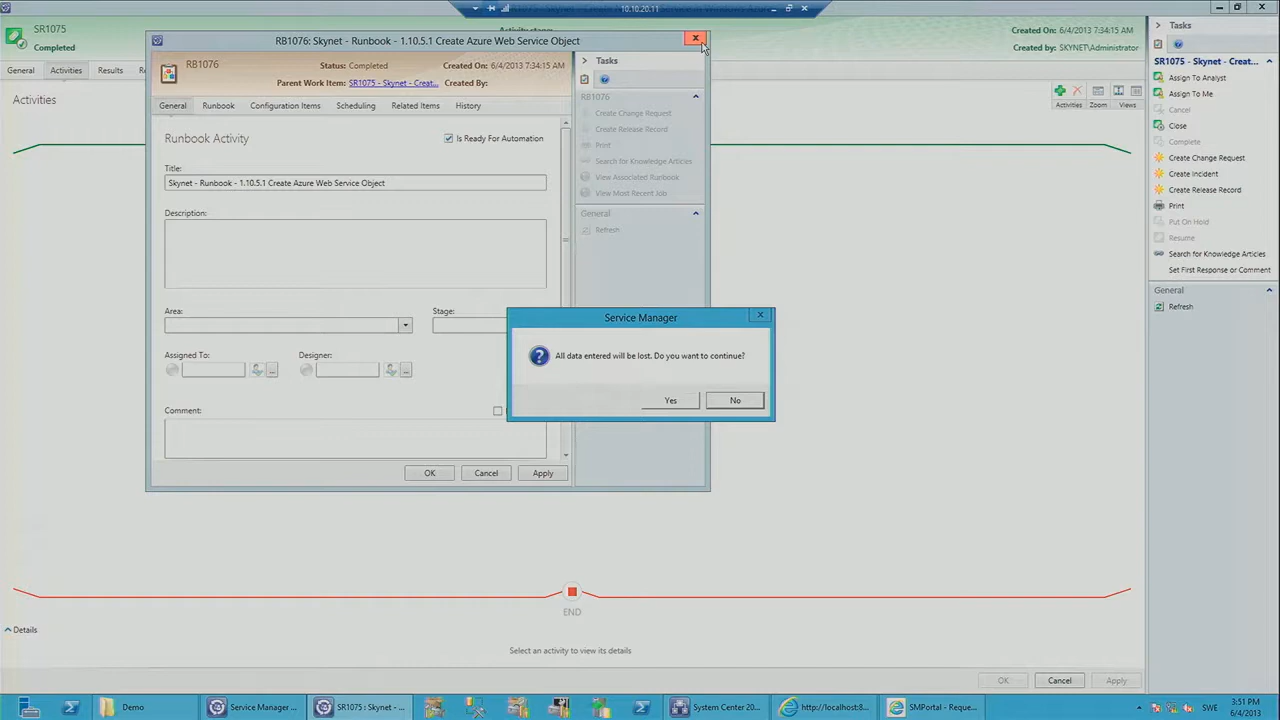 10.10.20.11
SR1075
Completed
Created On: 6/4/2013 7:34:15 AM
Created by: SKYNET\Administrator
General
Activities
Results
Activities
Activities
Zoom
Views
RB1076: Skynet - Runbook - 1.10.5.1 Create Azure Web Service Object
RB1076
Status: Completed
Created On: 6/4/2013 7:34:15 AM
Parent Work Item: SR1075 - Skynet - Creat...
Created By:
General
Runbook
Configuration Items
Scheduling
Related Items
History
Runbook Activity
Is Ready For Automation
Title:
Skynet - Runbook - 1.10.5.1 Create Azure Web Service Object
Description:
Area:
Stage:
Assigned To:
Designer:
Comment:
OK
Cancel
Apply
Tasks
RB1076
Create Change Request
Create Release Record
Print
Search for Knowledge Articles
View Associated Runbook
View Most Recent Job
General
Refresh
Service Manager
All data entered will be lost. Do you want to continue?
Yes
No
Tasks
SR1075 - Skynet - Creat...
Assign To Analyst
Assign To Me
Cancel
Close
Complete
Create Change Request
Create Incident
Create Release Record
Print
Put On Hold
Resume
Search for Knowledge Articles
Set First Response or Comment
General
Refresh
END
Details
Select an activity to view its details
OK
Cancel
Apply
Demo
Service Manager ...
SR1075 : Skynet - ...
System Center 20...
http://localhost:8...
SMPortal - Reque...
SWE
3:51 PM
6/4/2013